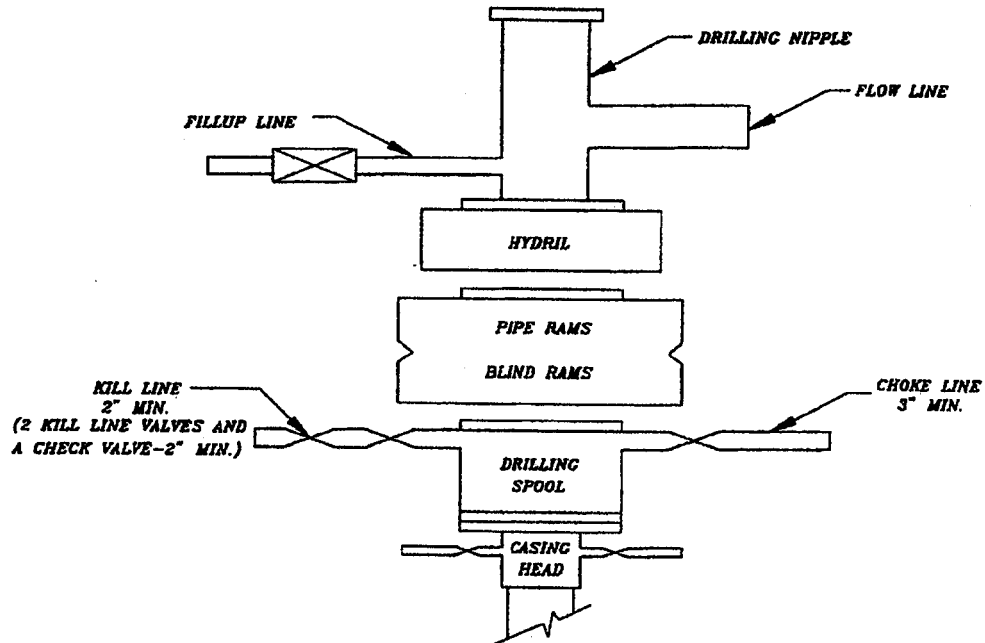 DRILLING NIPPLE
FLOW LINE
FILLUP LINE
HYDRIL
PIPE RAMS
BLIND RAMS
KILL LINE
2" MIN.
(2 KILL LINE VALVES AND
A CHECK VALVE-2" MIN.)
CHOKE LINE
3" MIN.
DRILLING
SPOOL
CASING
HEAD